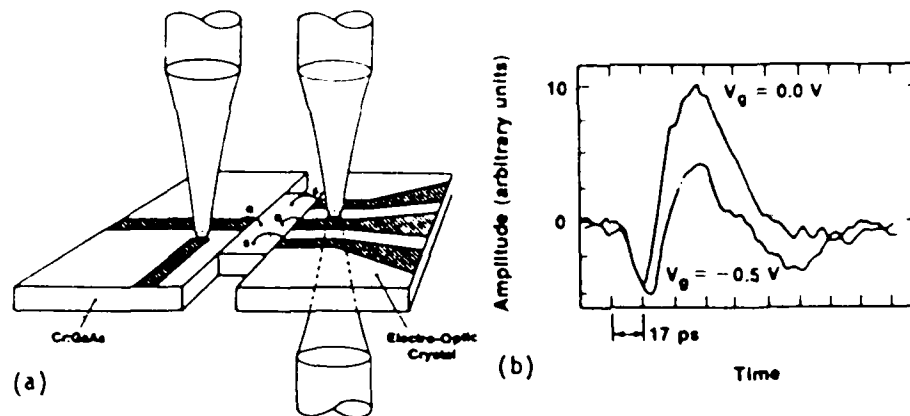 Cr:GaAs
Electro-Optic
Crystal
(a)
Amplitude (arbitrary units)
10
0
V_g = 0.0 V
V_g = −0.5 V
17 ps
Time
(b)